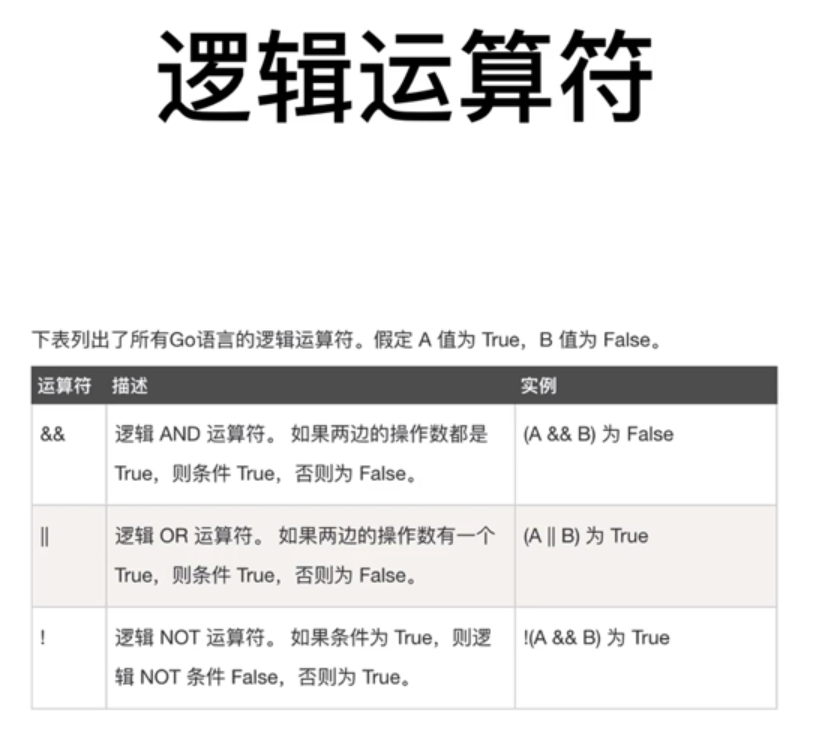 逻辑运算符
下表列出了所有Go语言的逻辑运算符。假定 A 值为 True，B 值为 False。
运算符 描述 实例
&& 逻辑 AND 运算符。 如果两边的操作数都是 (A && B) 为 False
True，则条件 True，否则为 False。
|| 逻辑 OR 运算符。 如果两边的操作数有一个 (A || B) 为 True
True，则条件 True，否则为 False。
! 逻辑 NOT 运算符。 如果条件为 True，则逻 !(A && B) 为 True
辑 NOT 条件 False，否则为 True。